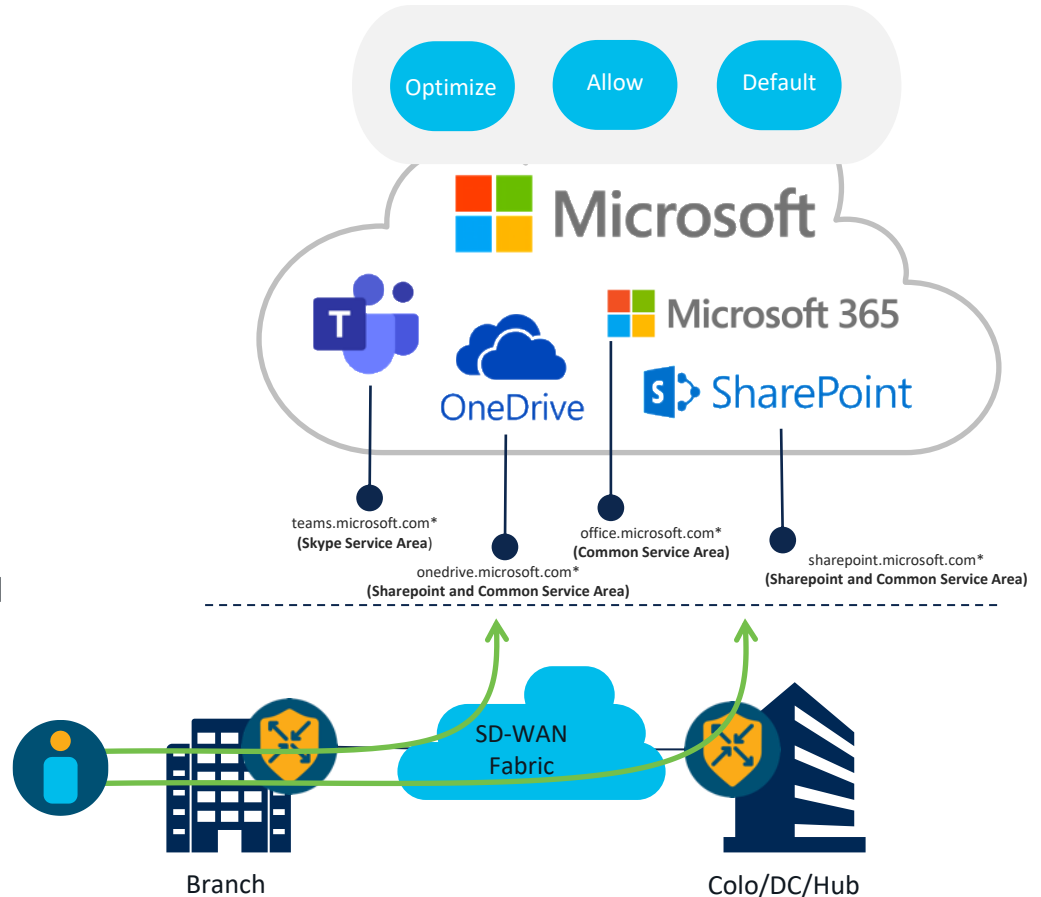 Optimize
Allow
Default
Microsoft
T
Microsoft 365
OneDrive
S
SharePoint
teams.microsoft.com*
(Skype Service Area)
office.microsoft.com*
(Common Service Area)
onedrive.microsoft.com*
(Sharepoint and Common Service Area)
sharepoint.microsoft.com*
(Sharepoint and Common Service Area)
SD-WAN
Fabric
Branch
Colo/DC/Hub